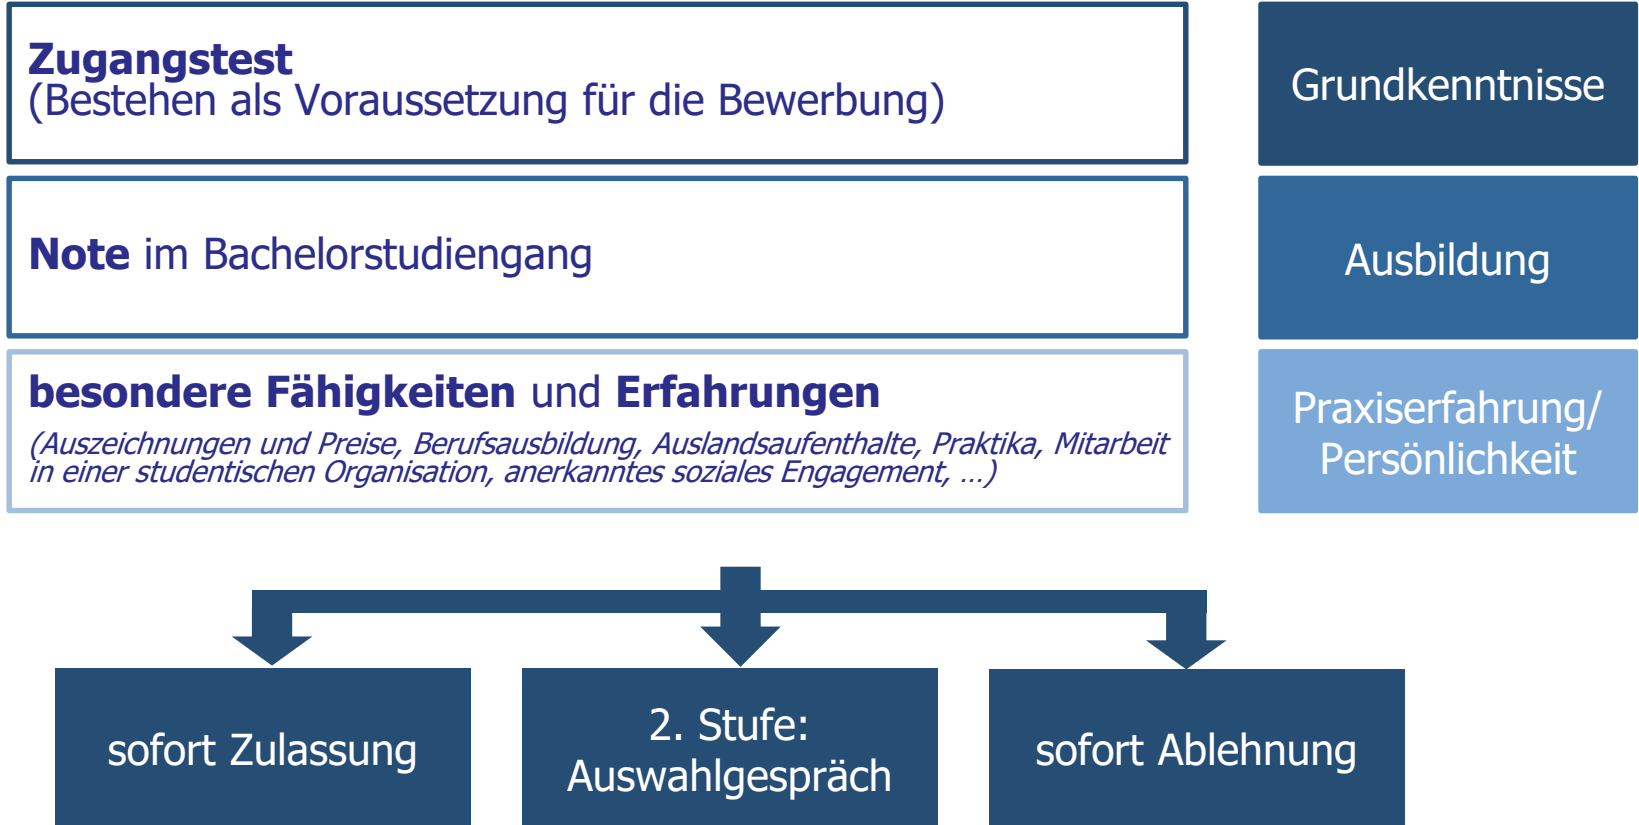 Zugangstest
(Bestehen als Voraussetzung für die Bewerbung)
Grundkenntnisse
Note im Bachelorstudiengang
Ausbildung
besondere Fähigkeiten und Erfahrungen
(Auszeichnungen und Preise, Berufsausbildung, Auslandsaufenthalte, Praktika, Mitarbeit
in einer studentischen Organisation, anerkanntes soziales Engagement, …)
Praxiserfahrung/
Persönlichkeit
sofort Zulassung
2. Stufe:
Auswahlgespräch
sofort Ablehnung